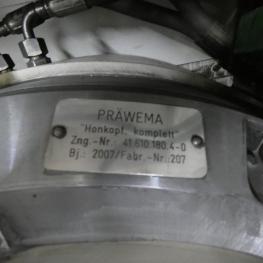 PRÄWEMA
"Honkopf, komplett"
Zng.-Nr.: 41.610.180.4-0
Bj.: 2007/Fabr.-Nr.:207